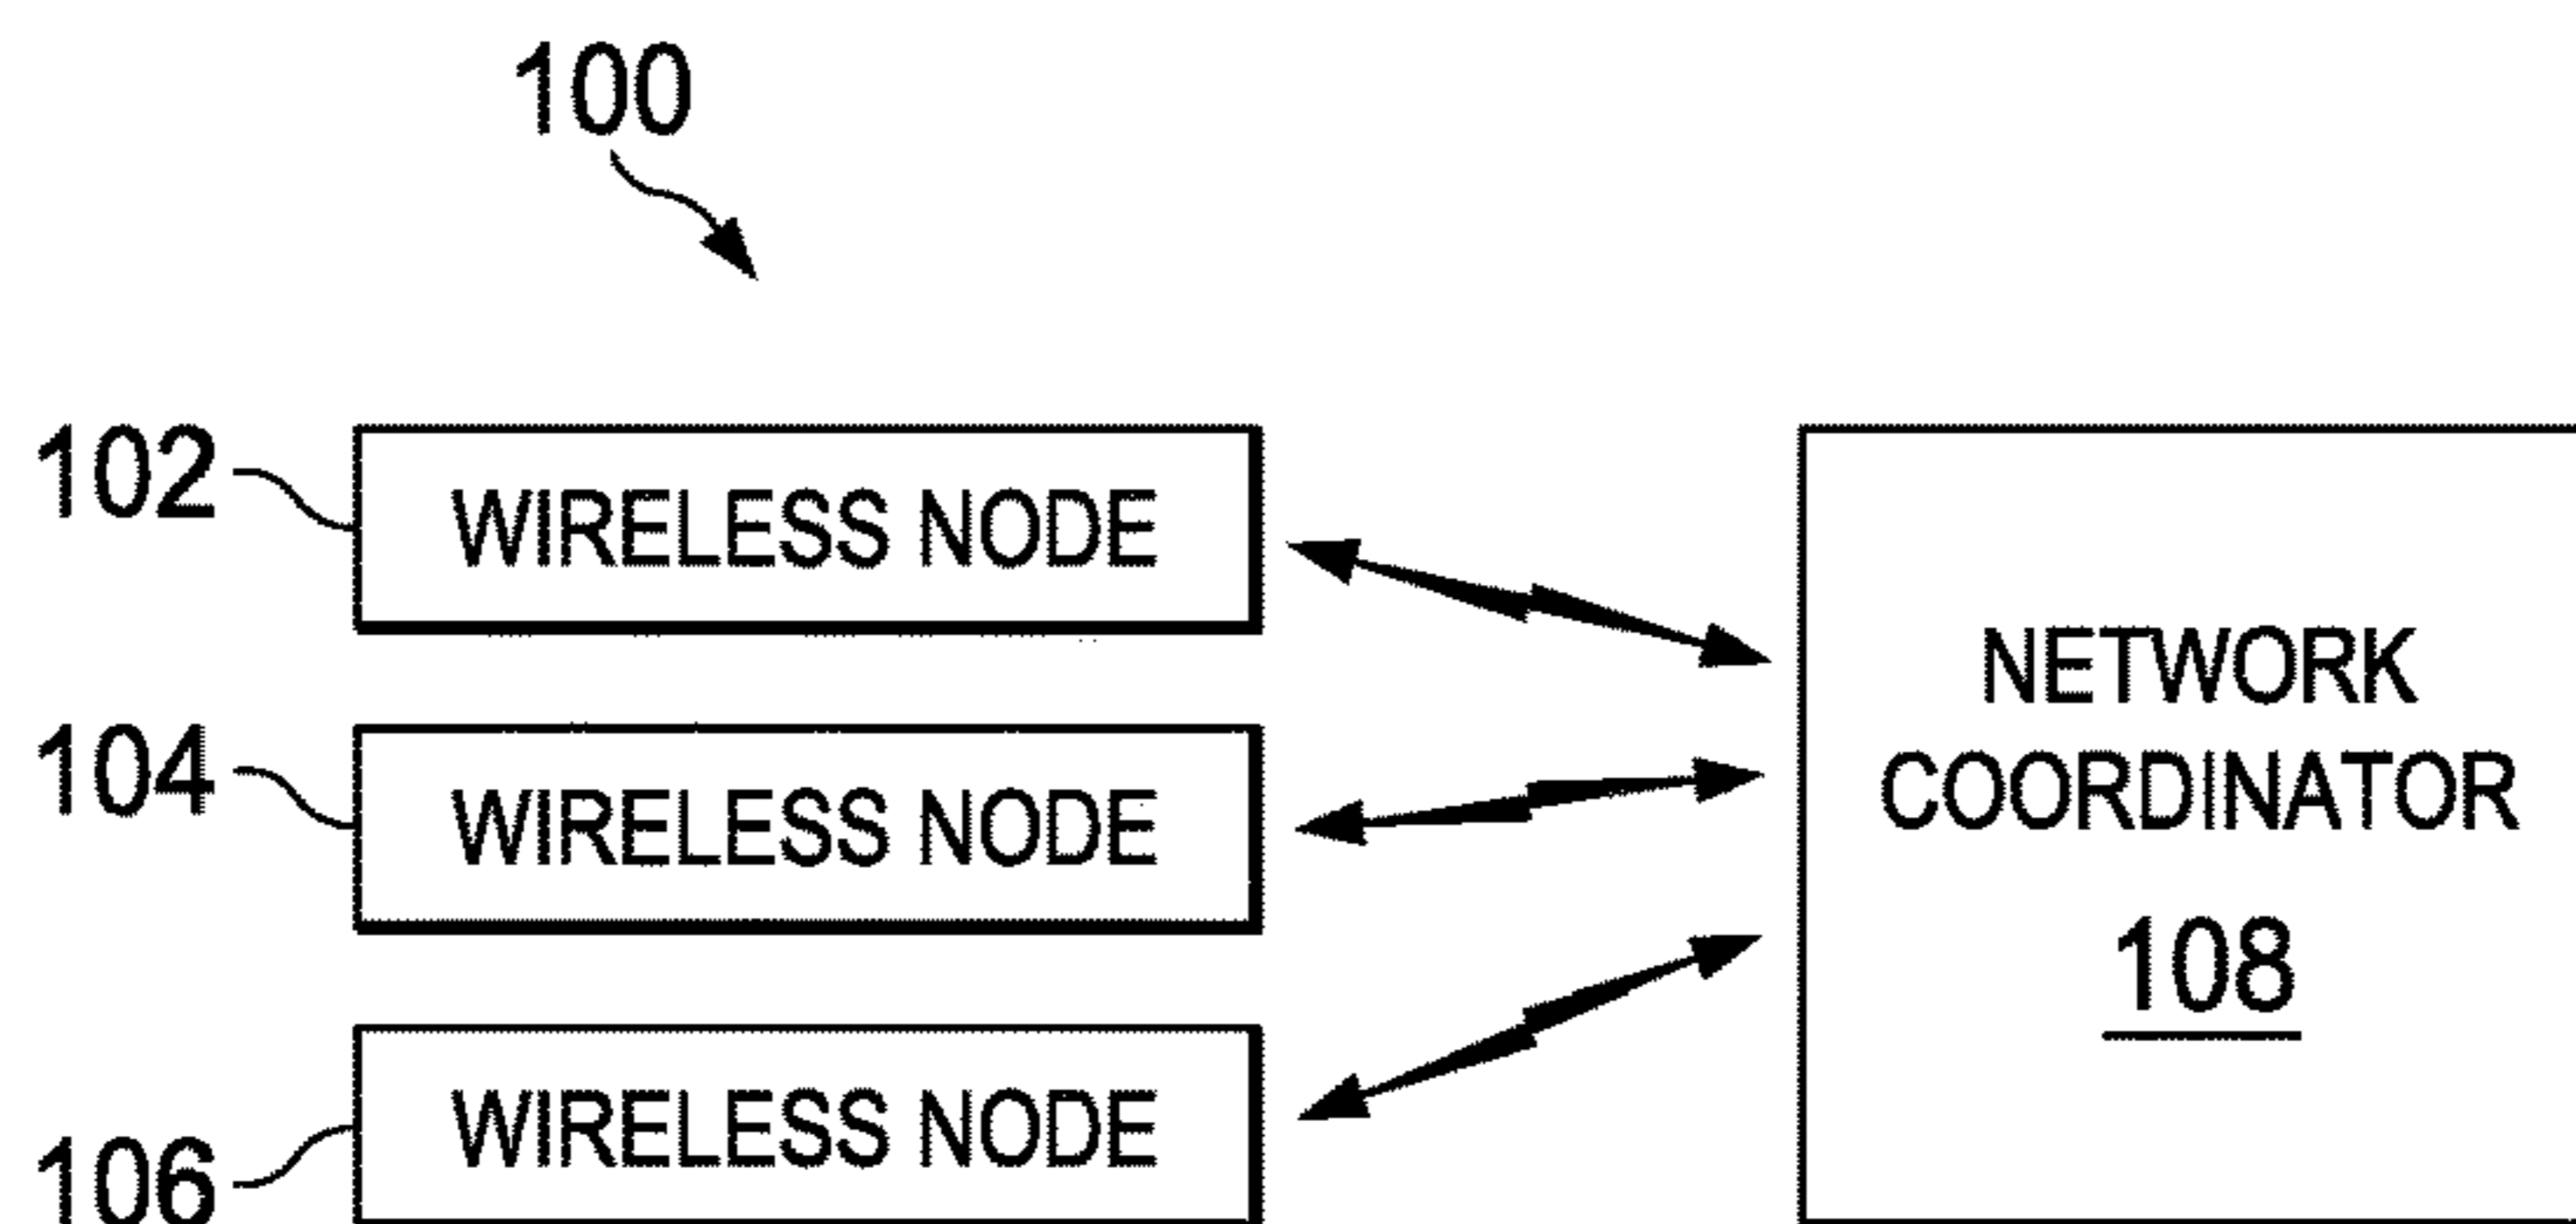 100
102
WIRELESS NODE
104
WIRELESS NODE
106
WIRELESS NODE
NETWORK
COORDINATOR
108